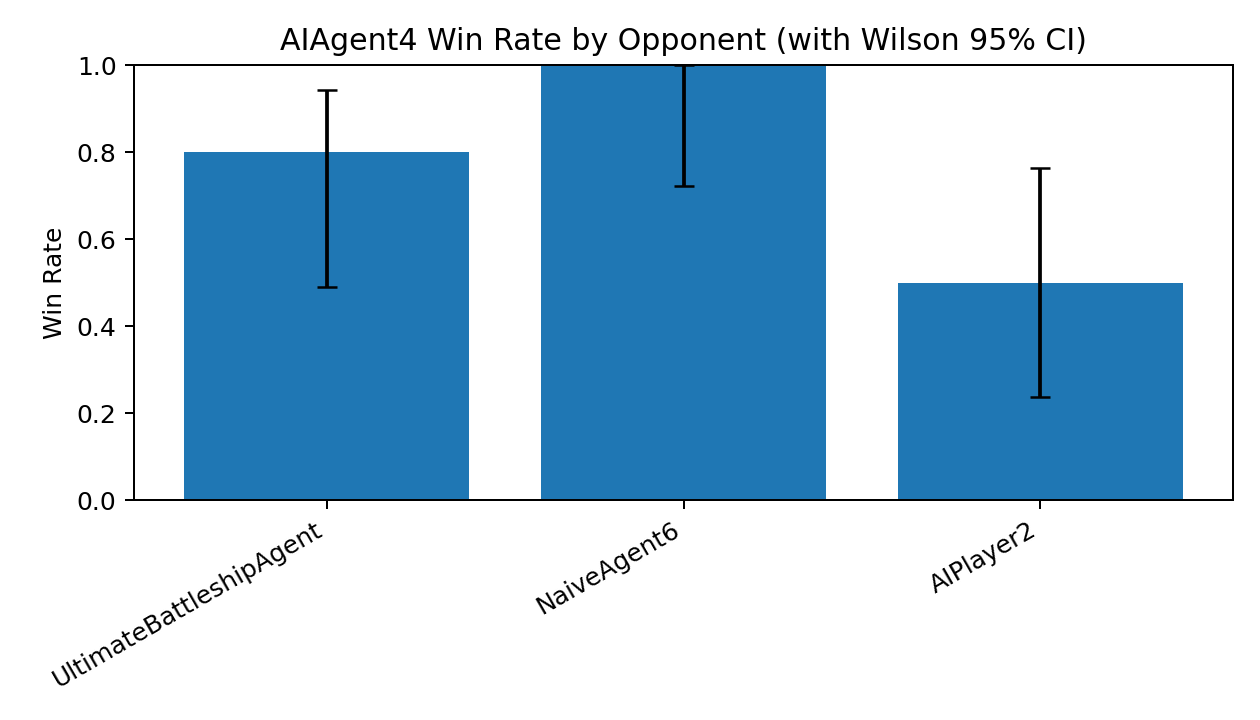 AIAgent4 Win Rate by Opponent (with Wilson 95% CI)
1.0
0.8
0.6
0.4
0.2
0.0
Win Rate
UltimateBattleshipAgent
NaiveAgent6
AIPlayer2